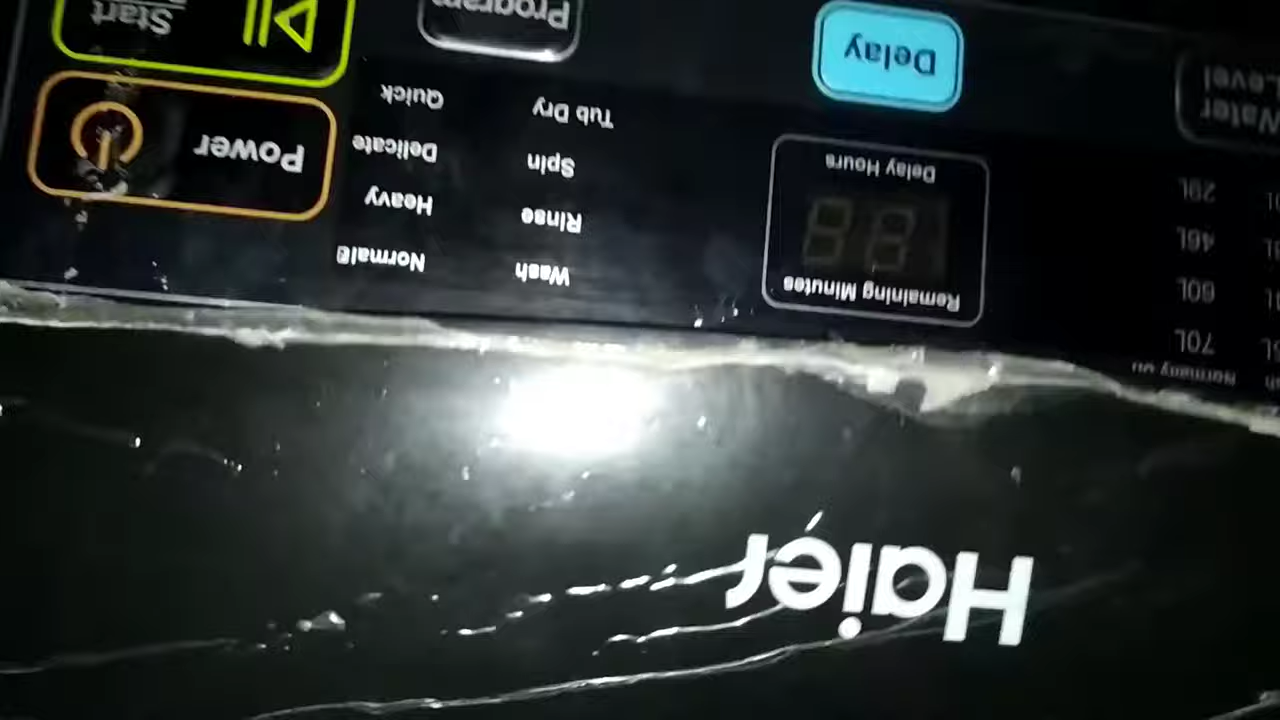 Haier
70L
60L
46L
29L
Water
Level
Remaining Minutes
Delay Hours
Delay
Wash
Rinse
Spin
Tub Dry
Program
Normal
Heavy
Delicate
Quick
Power
Start